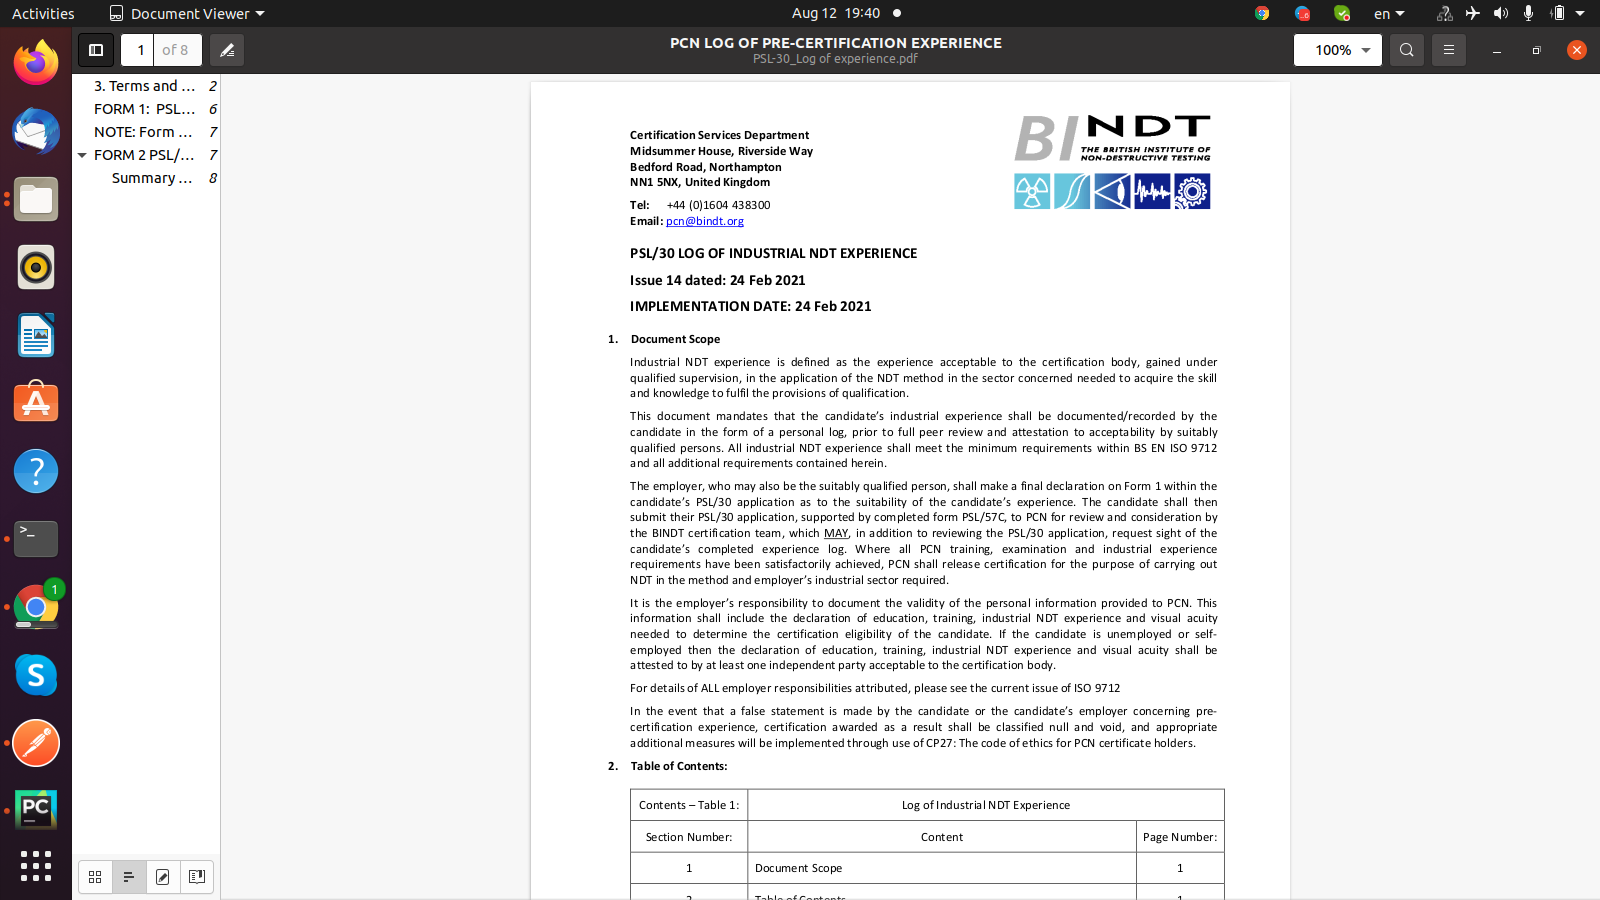 Activities
Document Viewer
Aug 12 19:40
en
1 of 8
PCN LOG OF PRE-CERTIFICATION EXPERIENCE
PSL-30_Log of experience.pdf
100%
3. Terms and ... 2
FORM 1: PSL... 6
NOTE: Form ... 7
FORM 2 PSL/... 7
Summary ... 8
Certification Services Department
Midsummer House, Riverside Way
Bedford Road, Northampton
NN1 5NX, United Kingdom
Tel: +44 (0)1604 438300
Email: pcn@bindt.org
BINDT
THE BRITISH INSTITUTE OF
NON-DESTRUCTIVE TESTING
PSL/30 LOG OF INDUSTRIAL NDT EXPERIENCE
Issue 14 dated: 24 Feb 2021
IMPLEMENTATION DATE: 24 Feb 2021
1. Document Scope
Industrial NDT experience is defined as the experience acceptable to the certification body, gained under
qualified supervision, in the application of the NDT method in the sector concerned needed to acquire the skill
and knowledge to fulfil the provisions of qualification.
This document mandates that the candidate's industrial experience shall be documented/recorded by the
candidate in the form of a personal log, prior to full peer review and attestation to acceptability by suitably
qualified persons. All industrial NDT experience shall meet the minimum requirements within BS EN ISO 9712
and all additional requirements contained herein.
The employer, who may also be the suitably qualified person, shall make a final declaration on Form 1 within the
candidate's PSL/30 application as to the suitability of the candidate's experience. The candidate shall then
submit their PSL/30 application, supported by completed form PSL/57C, to PCN for review and consideration by
the BINDT certification team, which MAY, in addition to reviewing the PSL/30 application, request sight of the
candidate's completed experience log. Where all PCN training, examination and industrial experience
requirements have been satisfactorily achieved, PCN shall release certification for the purpose of carrying out
NDT in the method and employer's industrial sector required.
It is the employer's responsibility to document the validity of the personal information provided to PCN. This
information shall include the declaration of education, training, industrial NDT experience and visual acuity
needed to determine the certification eligibility of the candidate. If the candidate is unemployed or self-
employed then the declaration of education, training, industrial NDT experience and visual acuity shall be
attested to by at least one independent party acceptable to the certification body.
For details of ALL employer responsibilities attributed, please see the current issue of ISO 9712
In the event that a false statement is made by the candidate or the candidate's employer concerning pre-
certification experience, certification awarded as a result shall be classified null and void, and appropriate
additional measures will be implemented through use of CP27: The code of ethics for PCN certificate holders.
2. Table of Contents:
Contents – Table 1: Log of Industrial NDT Experience
Section Number: Content Page Number:
1 Document Scope 1
2 Table of Contents 1
1
PC